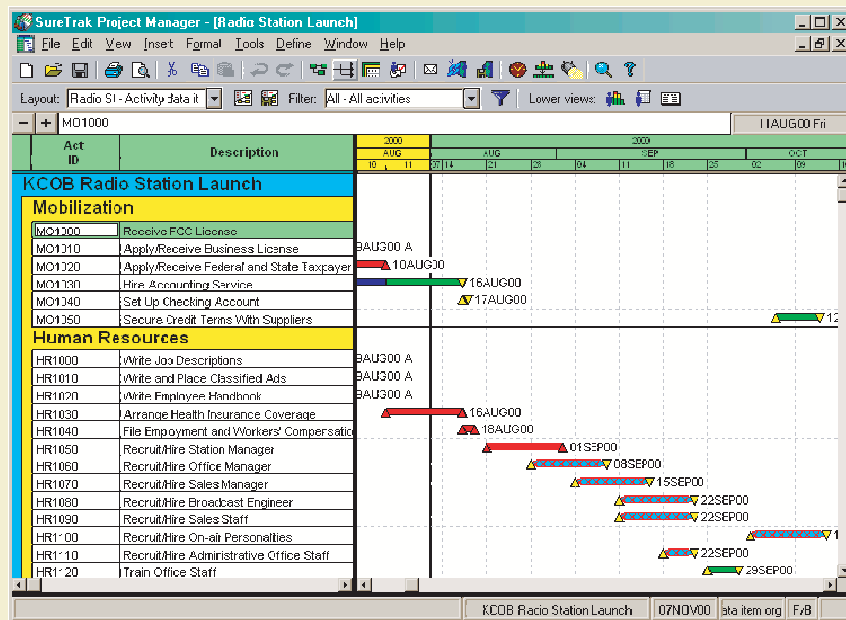 SureTrak Project Manager - [Radio Station Launch]
File Edit View Insert Format Tools Define Window Help
Layout: Radio St - Activity data it Filter: All - All activities Lower views:
MO1000 11AUG00 Fri
2000 2000
Act ID Description AUG AUG SEP OCT
10 11 07 14 21 28 04 11 18 25 02 09
KCOB Radio Station Launch
Mobilization
MO1000 Receive FCC License
MO1010 Apply/Receive Business License 9AUG00 A
MO1020 Apply/Receive Federal and State Taxpayer 10AUG00
MO1030 Hire Accounting Service 16AUG00
MO1040 Set Up Checking Account 17AUG00
MO1050 Secure Credit Terms With Suppliers 12
Human Resources
HR1000 Write Job Descriptions 9AUG00 A
HR1010 Write and Place Classified Ads 9AUG00 A
HR1020 Write Employee Handbook 9AUG00 A
HR1030 Arrange Health Insurance Coverage 16AUG00
HR1040 File Employment and Workers' Compensatio 18AUG00
HR1050 Recruit/Hire Station Manager 01SEP00
HR1060 Recruit/Hire Office Manager 08SEP00
HR1070 Recruit/Hire Sales Manager 15SEP00
HR1080 Recruit/Hire Broadcast Engineer 22SEP00
HR1090 Recruit/Hire Sales Staff 22SEP00
HR1100 Recruit/Hire On-air Personalties 1
HR1110 Recruit/Hire Administrative Office Staff 22SEP00
HR1120 Train Office Staff 29SEP00
KCOB Radio Station Launch 07NOV00 ata item org F/B